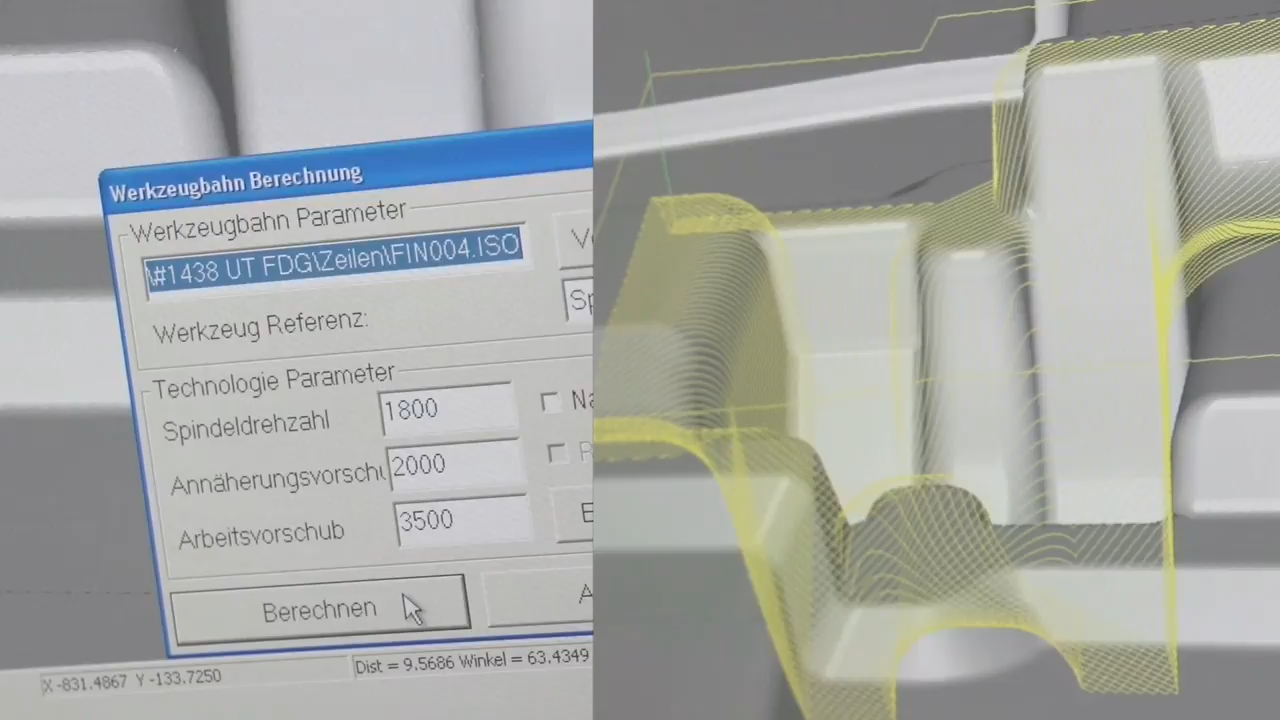 Werkzeugbahn Berechnung
Werkzeugbahn Parameter
\#1438 UT FDG\Zeilen\FIN004.ISO
Werkzeug Referenz:
Technologie Parameter
Spindeldrehzahl 1800
Annäherungsvorschu 2000
Arbeitsvorschub 3500
Berechnen
X -831.4867 Y -133.7250
Dist = 9.5686 Winkel = 63.4349